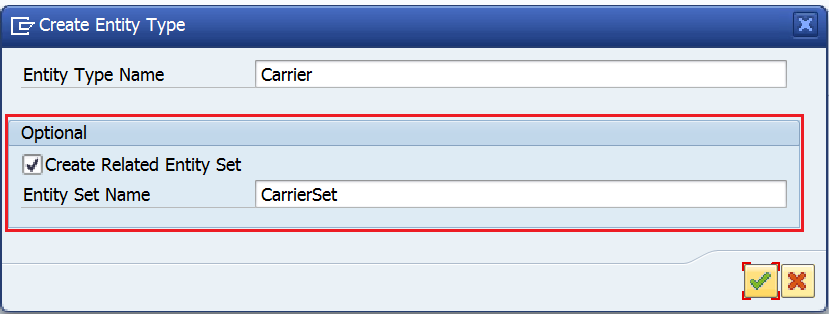 Create Entity Type
Entity Type Name Carrier
Optional
Create Related Entity Set
Entity Set Name CarrierSet